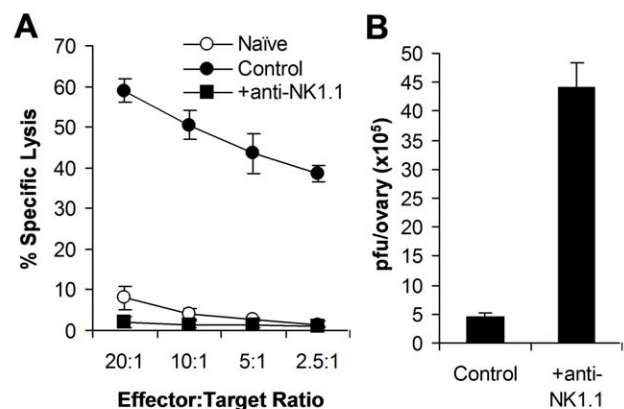 A
% Specific Lysis
70
60
50
40
30
20
10
0
Naïve
Control
+anti-NK1.1
20:1 10:1 5:1 2.5:1
Effector:Target Ratio
B
pfu/ovary (x10⁵)
50
45
40
35
30
25
20
15
10
5
0
Control +anti-
NK1.1